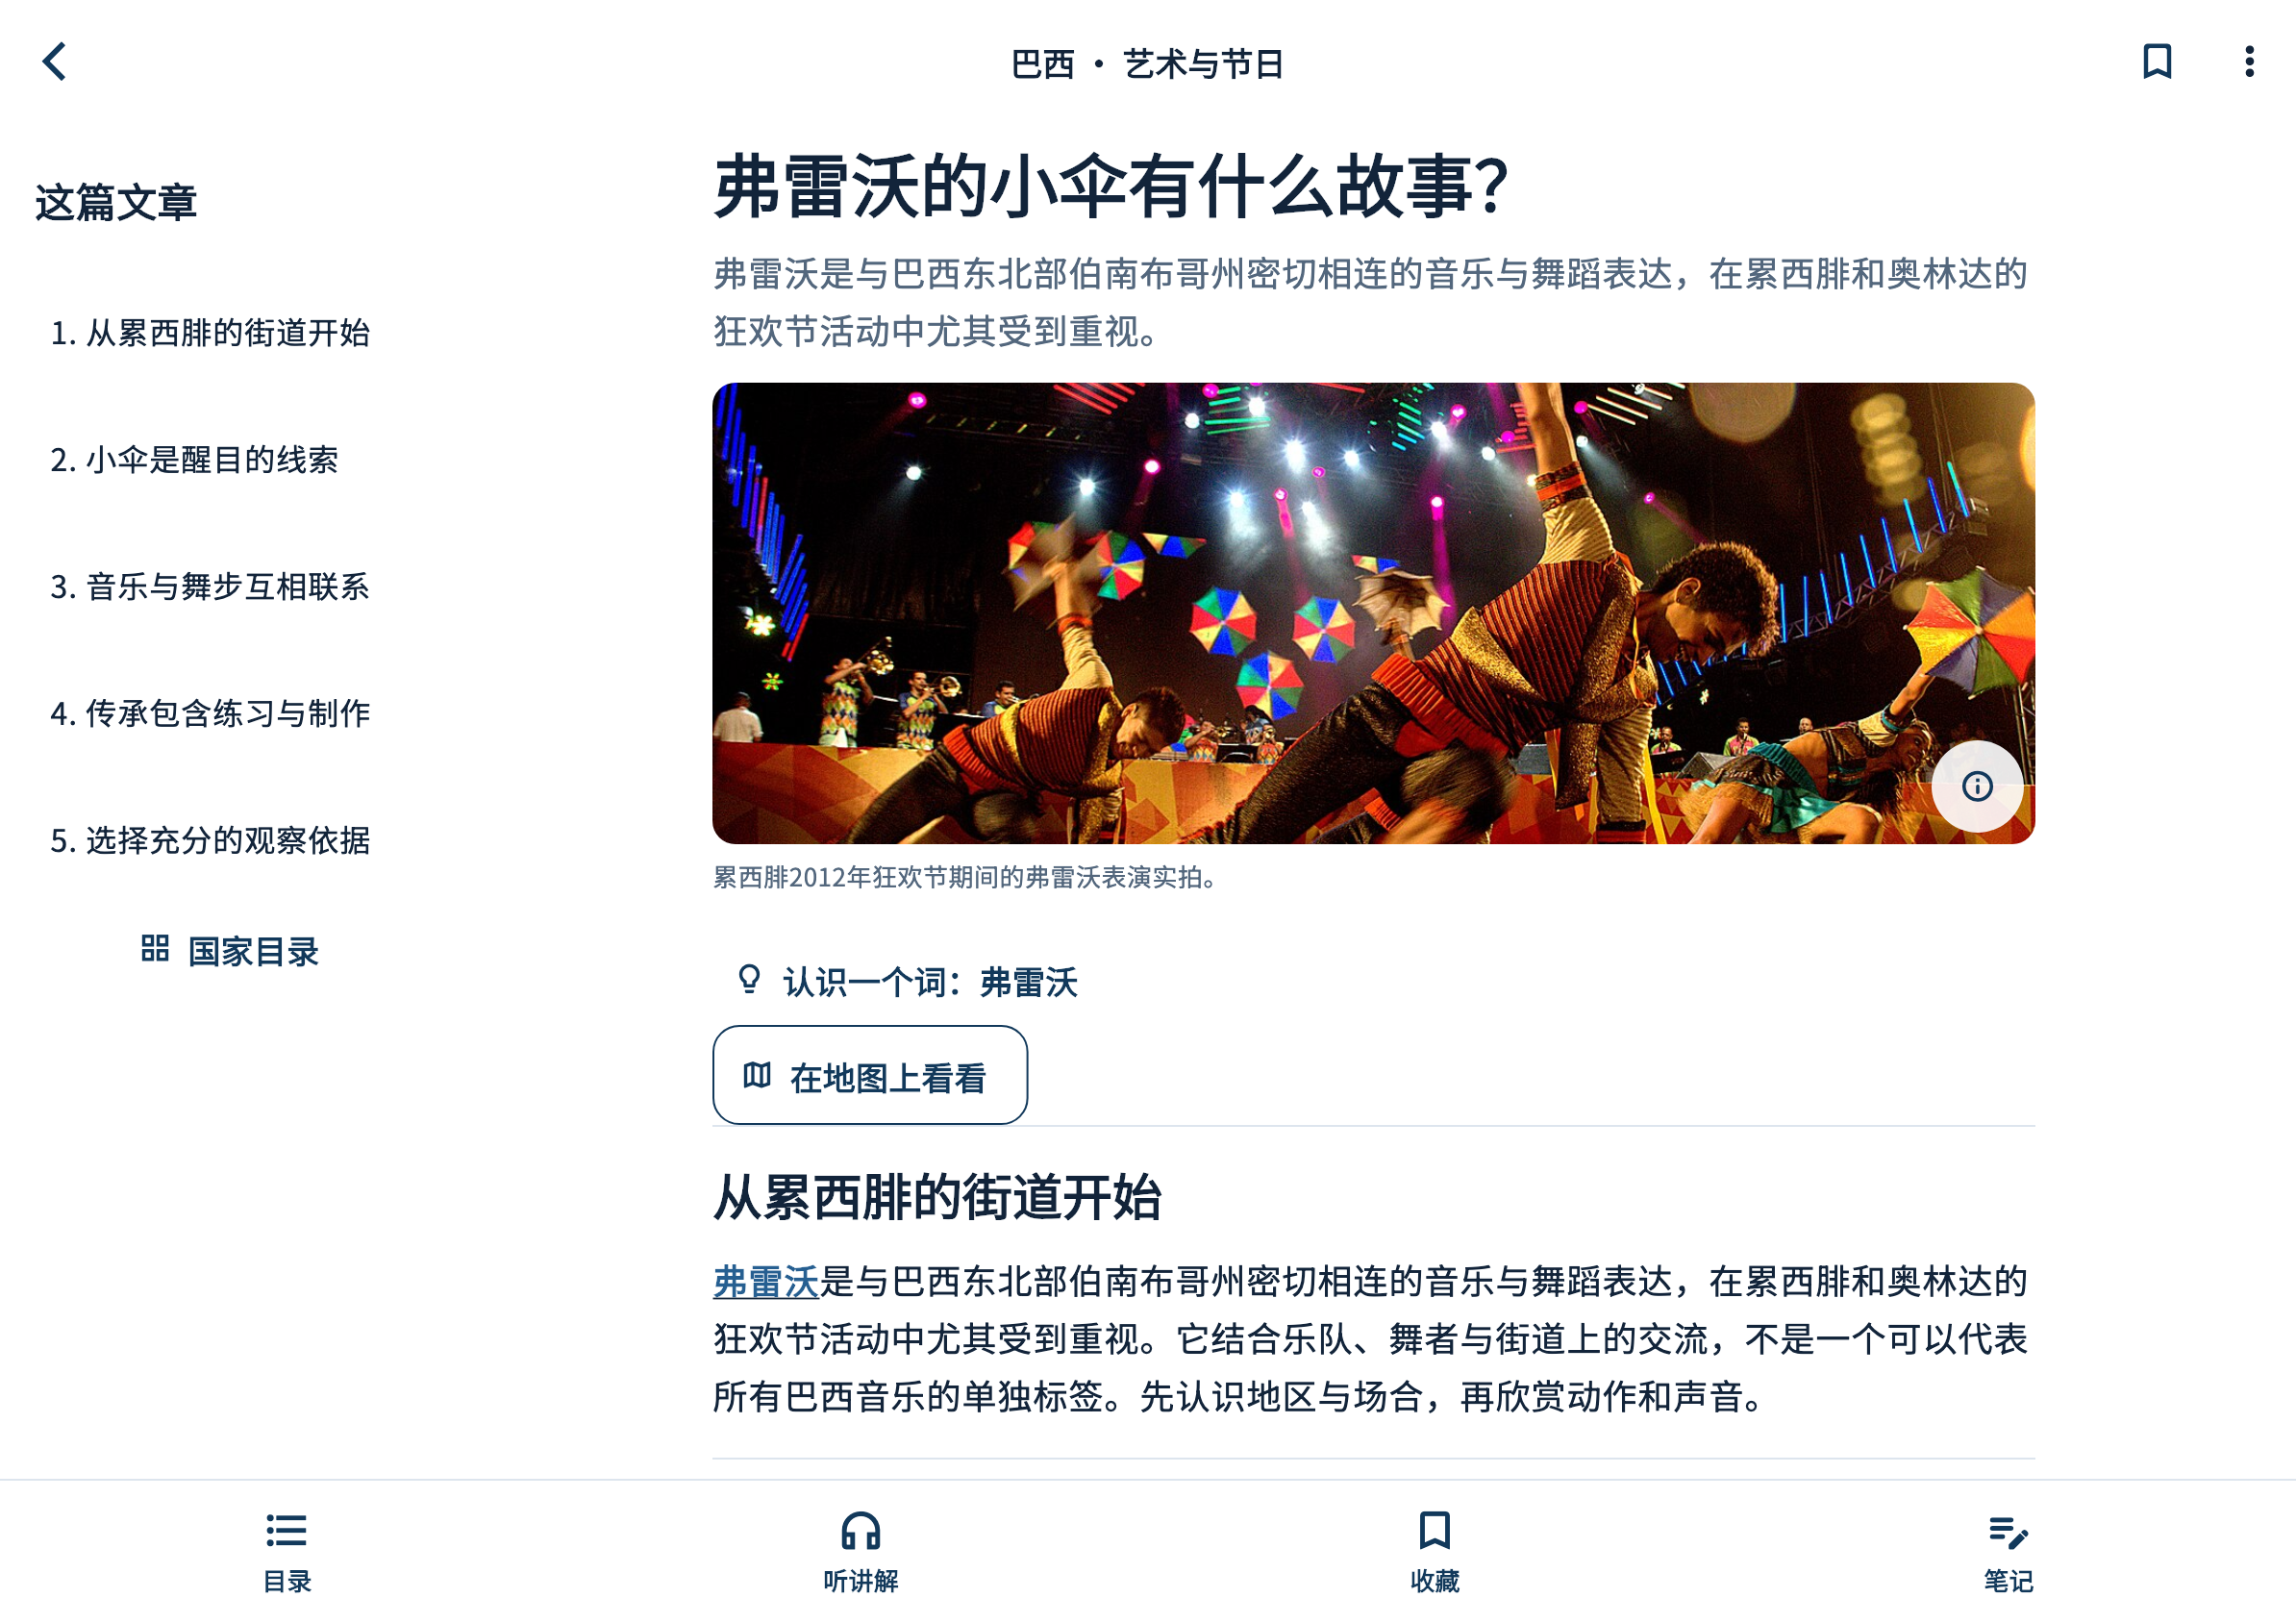 巴西 · 艺术与节日
这篇文章
1. 从累西腓的街道开始
2. 小伞是醒目的线索
3. 音乐与舞步互相联系
4. 传承包含练习与制作
5. 选择充分的观察依据
国家目录
弗雷沃的小伞有什么故事？
弗雷沃是与巴西东北部伯南布哥州密切相连的音乐与舞蹈表达，在累西腓和奥林达的
狂欢节活动中尤其受到重视。
累西腓2012年狂欢节期间的弗雷沃表演实拍。
认识一个词：弗雷沃
在地图上看看
从累西腓的街道开始
弗雷沃是与巴西东北部伯南布哥州密切相连的音乐与舞蹈表达，在累西腓和奥林达的
狂欢节活动中尤其受到重视。它结合乐队、舞者与街道上的交流，不是一个可以代表
所有巴西音乐的单独标签。先认识地区与场合，再欣赏动作和声音。
目录
听讲解
收藏
笔记